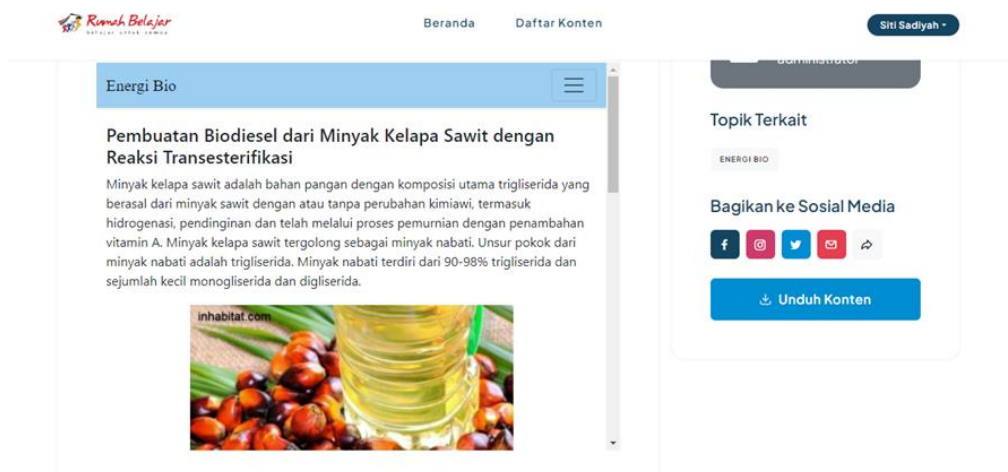 Rumah Belajar
belajar untuk semua
Beranda
Daftar Konten
Siti Sadiyah
Energi Bio
Pembuatan Biodiesel dari Minyak Kelapa Sawit dengan
Reaksi Transesterifikasi
Minyak kelapa sawit adalah bahan pangan dengan komposisi utama trigliserida yang
berasal dari minyak sawit dengan atau tanpa perubahan kimiawi, termasuk
hidrogenasi, pendinginan dan telah melalui proses pemurnian dengan penambahan
vitamin A. Minyak kelapa sawit tergolong sebagai minyak nabati. Unsur pokok dari
minyak nabati adalah trigliserida. Minyak nabati terdiri dari 90-98% trigliserida dan
sejumlah kecil monogliserida dan digliserida.
inhabitat.com
administrator
Topik Terkait
ENERGI BIO
Bagikan ke Sosial Media
Unduh Konten